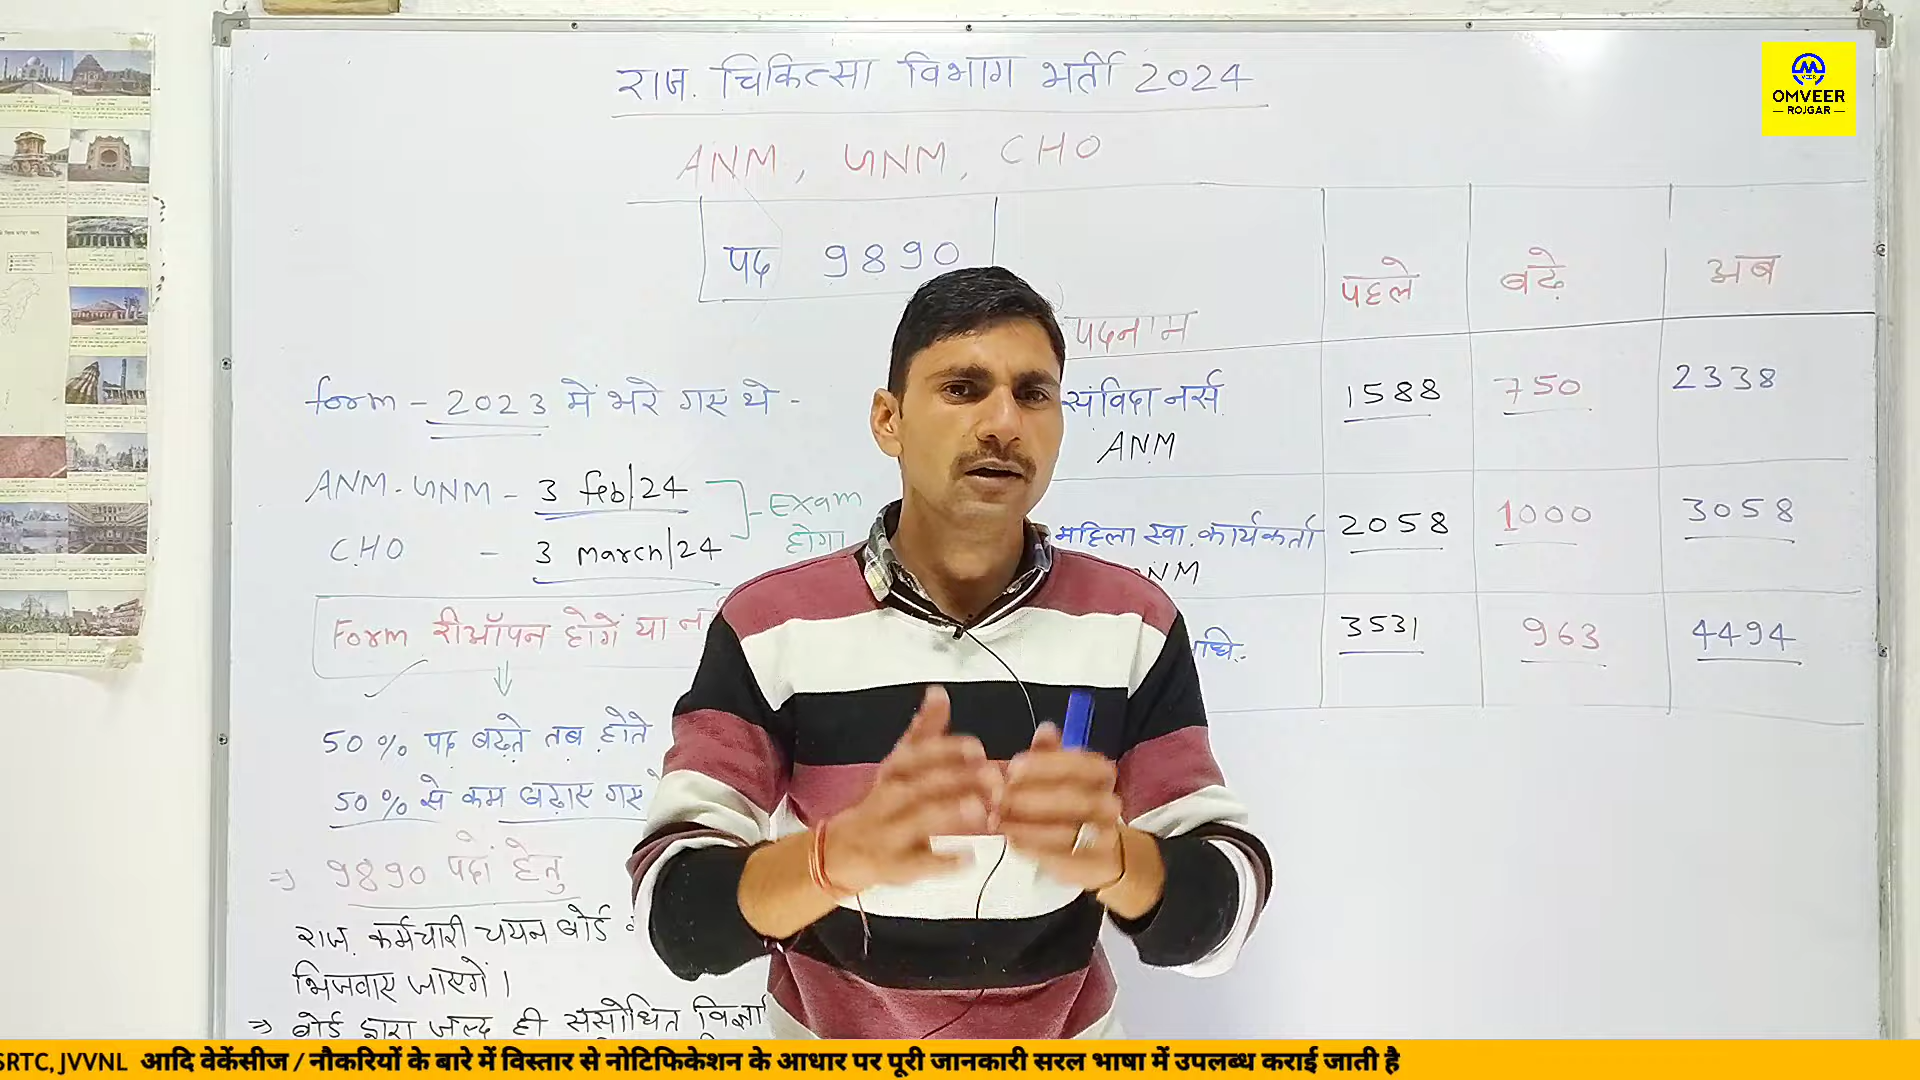 राज. चिकित्सा विभाग भर्ती 2024
ANM, GNM, CHO
पद 9890
OMVEER
ROJGAR
पदनाम पहले बढ़े अब
संविदा नर्स 1588 750 2338
ANM
महिला स्वा. कार्यकर्ता 2058 1000 3058
NM
धि. 3531 963 4494
form - 2023 में भरे गए थे -
ANM. GNM - 3 feb/24
CHO - 3 march/24
Exam
होगा
Form रीऑपन होगें या
50% पद बढ़ते तब होते
50% से कम बढ़ाए गए
⇒ 9890 पदों हेतु
राज. कर्मचारी चयन बोर्ड
भिजवाए जाएगें।
⇒ बोर्ड द्वारा जल्द ही संसोधित
SRTC, JVVNL आदि वेकेंसीज / नौकरियों के बारे में विस्तार से नोटिफिकेशन के आधार पर पूरी जानकारी सरल भाषा में उपलब्ध कराई जाती है